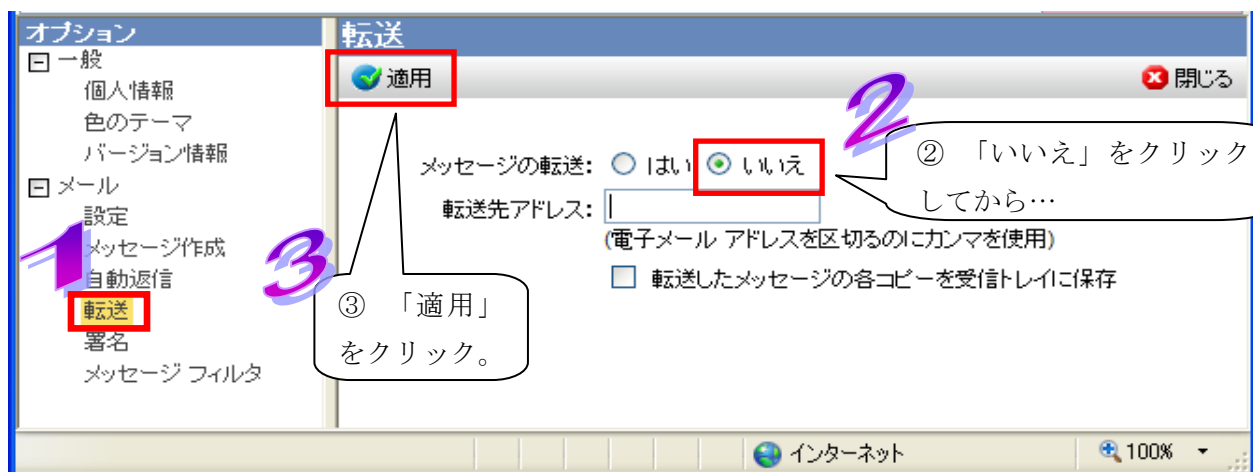 オプション
一般
個人情報
色のテーマ
バージョン情報
メール
設定
メッセージ作成
自動返信
転送
署名
メッセージ フィルタ
1
転送
適用
閉じる
メッセージの転送: はい いいえ
転送先アドレス:
(電子メール アドレスを区切るのにカンマを使用)
転送したメッセージの各コピーを受信トレイに保存
2
② 「いいえ」をクリック
してから…
3
③ 「適用」
をクリック。
インターネット
100%